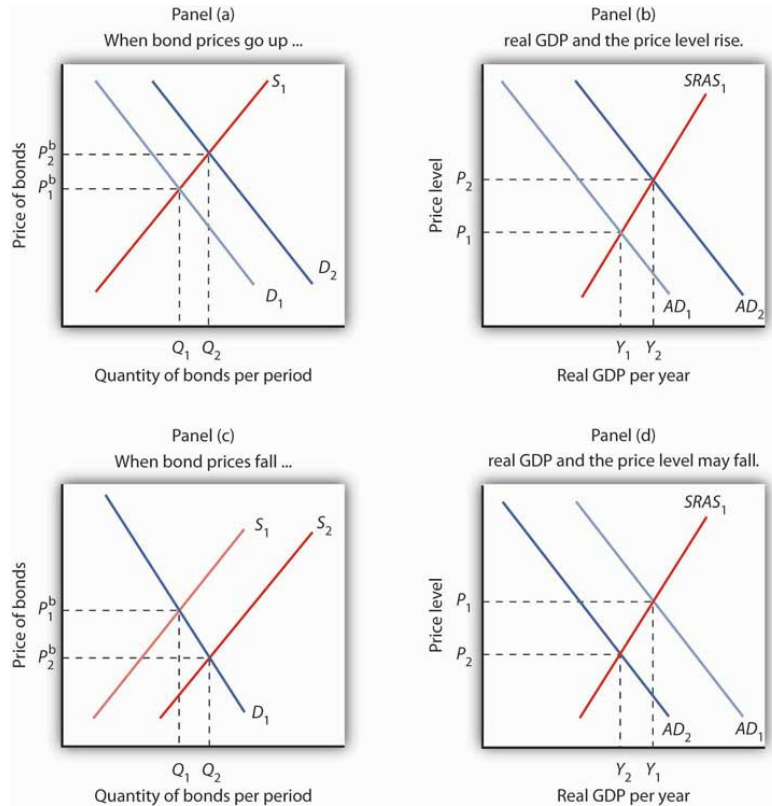 Panel (a)
When bond prices go up ...
Price of bonds
S₁
P₂ᵇ
P₁ᵇ
D₂
D₁
Q₁ Q₂
Quantity of bonds per period
Panel (b)
real GDP and the price level rise.
Price level
SRAS₁
P₂
P₁
AD₁ AD₂
Y₁ Y₂
Real GDP per year
Panel (c)
When bond prices fall ...
Price of bonds
S₁ S₂
P₁ᵇ
P₂ᵇ
D₁
Q₁ Q₂
Quantity of bonds per period
Panel (d)
real GDP and the price level may fall.
Price level
SRAS₁
P₁
P₂
AD₂ AD₁
Y₂ Y₁
Real GDP per year